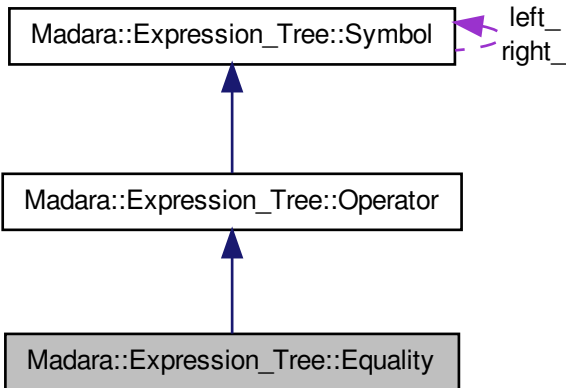 Madara::Expression_Tree::Symbol
left_
right_
Madara::Expression_Tree::Operator
Madara::Expression_Tree::Equality